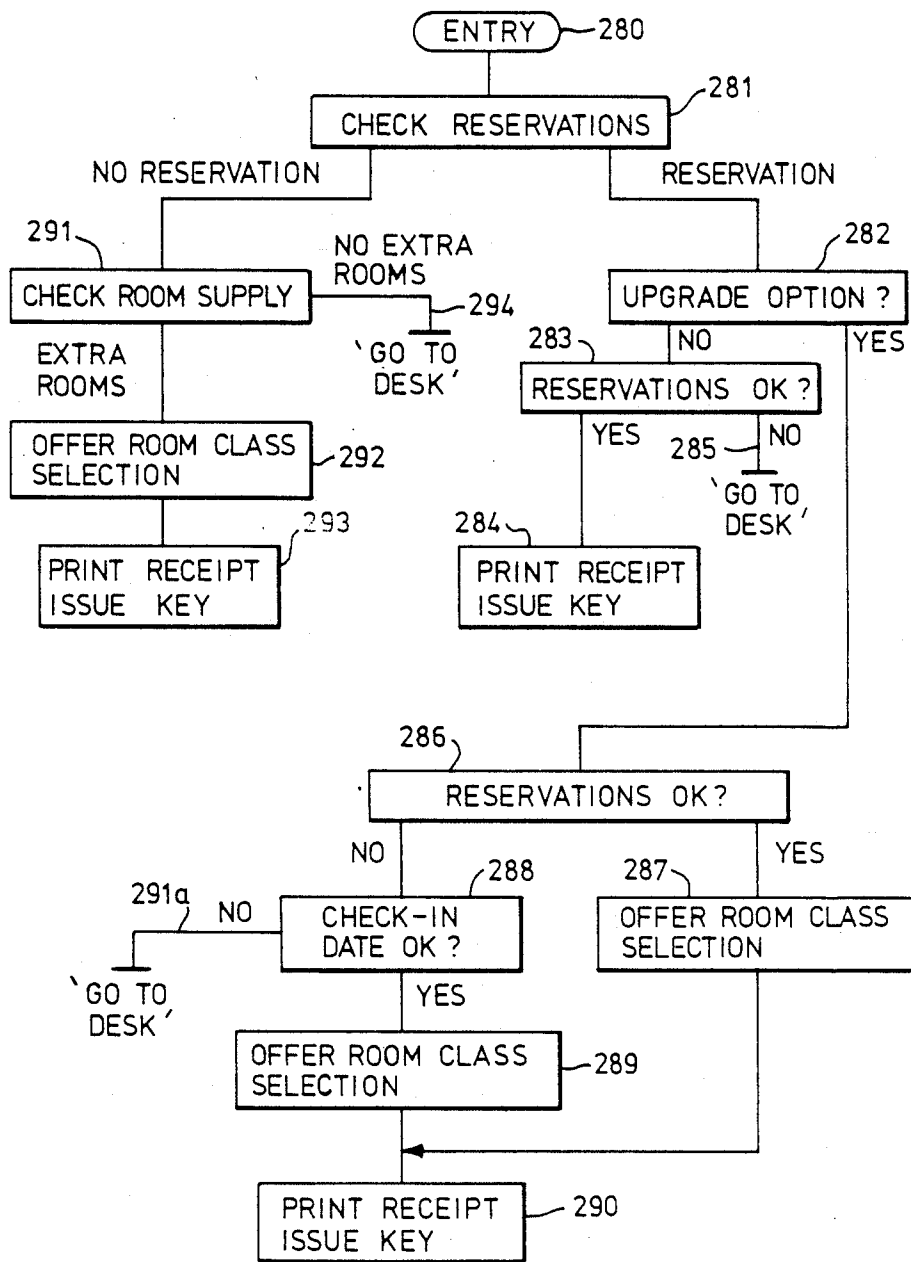 ENTRY
280
281
CHECK RESERVATIONS
NO RESERVATION
RESERVATION
291
NO EXTRA
ROOMS
282
CHECK ROOM SUPPLY
294
UPGRADE OPTION ?
'GO TO
DESK'
EXTRA
ROOMS
283
NO
YES
RESERVATIONS OK ?
OFFER ROOM CLASS
SELECTION
292
YES
285
NO
'GO TO
DESK'
293
284
PRINT RECEIPT
ISSUE KEY
PRINT RECEIPT
ISSUE KEY
286
RESERVATIONS OK ?
NO
YES
288
287
291a
NO
CHECK-IN
DATE OK ?
OFFER ROOM CLASS
SELECTION
'GO TO
DESK'
YES
OFFER ROOM CLASS
SELECTION
289
PRINT RECEIPT
ISSUE KEY
290